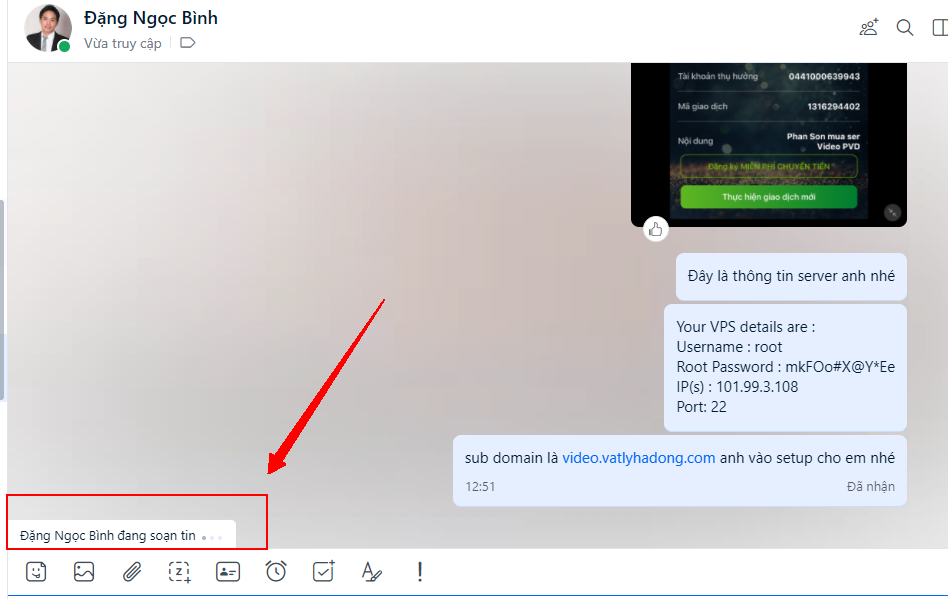 Đặng Ngọc Bình
Vừa truy cập
Tài khoản thụ hưởng 0441000639943
Mã giao dịch 1316294402
Nội dung Phan Son mua ser
Video PVD
Đăng ký MIỄN PHÍ CHUYỂN TIỀN
Thực hiện giao dịch mới
Đây là thông tin server anh nhé
Your VPS details are :
Username : root
Root Password : mkFOo#X@Y*Ee
IP(s) : 101.99.3.108
Port: 22
sub domain là video.vatlyhadong.com anh vào setup cho em nhé
12:51 Đã nhận
Đặng Ngọc Bình đang soạn tin